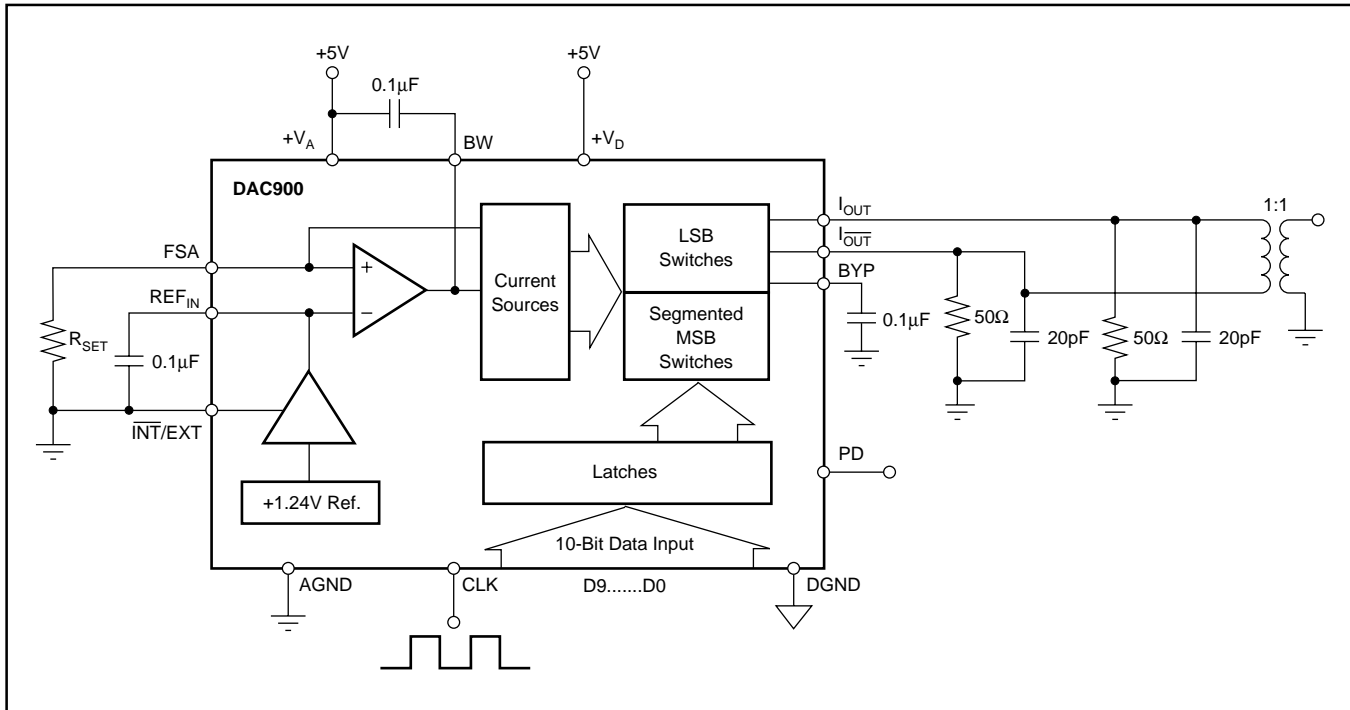 +5V
+5V
0.1µF
+V_A
BW
+V_D
DAC900
FSA
REF_IN
R_SET
0.1µF
INT/EXT
+
−
Current
Sources
LSB
Switches
Segmented
MSB
Switches
I_OUT
I_OUT
BYP
0.1µF
50Ω
20pF
50Ω
20pF
1:1
PD
Latches
+1.24V Ref.
10-Bit Data Input
AGND
CLK
D9.......D0
DGND